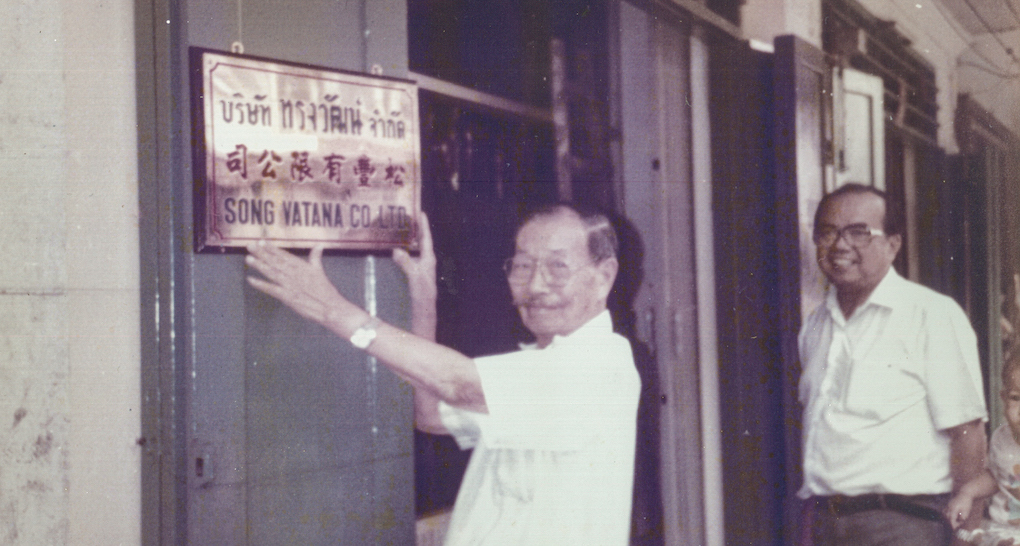 บริษัท ทรงวัฒน์ จำกัด
松豐有限公司
SONG VATANA CO LTD